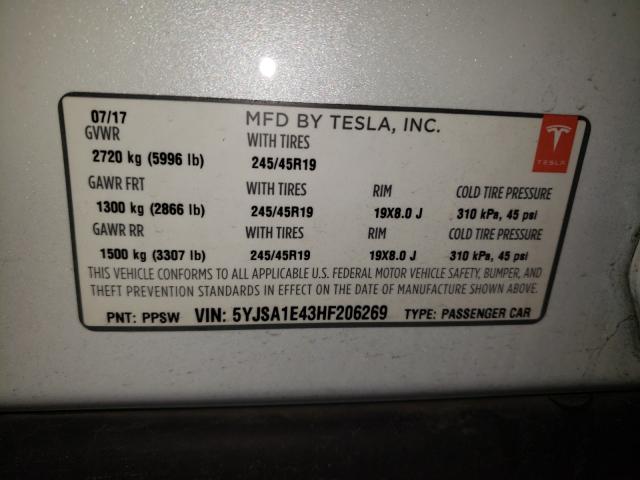 07/17 MFD BY TESLA, INC.
GVWR WITH TIRES
2720 kg (5996 lb) 245/45R19
TESLA
GAWR FRT WITH TIRES RIM COLD TIRE PRESSURE
1300 kg (2866 lb) 245/45R19 19X8.0 J 310 kPa, 45 psi
GAWR RR WITH TIRES RIM COLD TIRE PRESSURE
1500 kg (3307 lb) 245/45R19 19X8.0 J 310 kPa, 45 psi
THIS VEHICLE CONFORMS TO ALL APPLICABLE U.S. FEDERAL MOTOR VEHICLE SAFETY, BUMPER, AND
THEFT PREVENTION STANDARDS IN EFFECT ON THE DATE OF MANUFACTURE SHOWN ABOVE.
PNT: PPSW VIN: 5YJSA1E43HF206269 TYPE: PASSENGER CAR